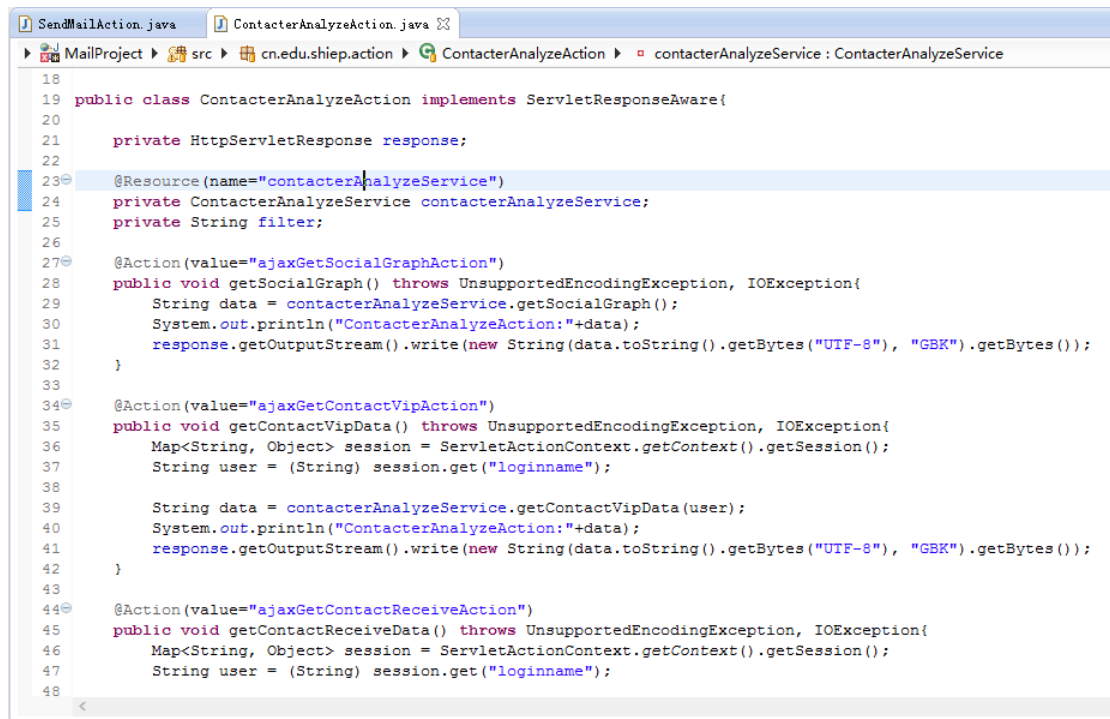 SendMailAction.java ContacterAnalyzeAction.java
MailProject src cn.edu.shiep.action ContacterAnalyzeAction contacterAnalyzeService : ContacterAnalyzeService
18
19 public class ContacterAnalyzeAction implements ServletResponseAware{
20
21 private HttpServletResponse response;
22
23 @Resource(name="contacterAnalyzeService")
24 private ContacterAnalyzeService contacterAnalyzeService;
25 private String filter;
26
27 @Action(value="ajaxGetSocialGraphAction")
28 public void getSocialGraph() throws UnsupportedEncodingException, IOException{
29 String data = contacterAnalyzeService.getSocialGraph();
30 System.out.println("ContacterAnalyzeAction:"+data);
31 response.getOutputStream().write(new String(data.toString().getBytes("UTF-8"), "GBK").getBytes());
32 }
33
34 @Action(value="ajaxGetContactVipAction")
35 public void getContactVipData() throws UnsupportedEncodingException, IOException{
36 Map<String, Object> session = ServletActionContext.getContext().getSession();
37 String user = (String) session.get("loginname");
38
39 String data = contacterAnalyzeService.getContactVipData(user);
40 System.out.println("ContacterAnalyzeAction:"+data);
41 response.getOutputStream().write(new String(data.toString().getBytes("UTF-8"), "GBK").getBytes());
42 }
43
44 @Action(value="ajaxGetContactReceiveAction")
45 public void getContactReceiveData() throws UnsupportedEncodingException, IOException{
46 Map<String, Object> session = ServletActionContext.getContext().getSession();
47 String user = (String) session.get("loginname");
48